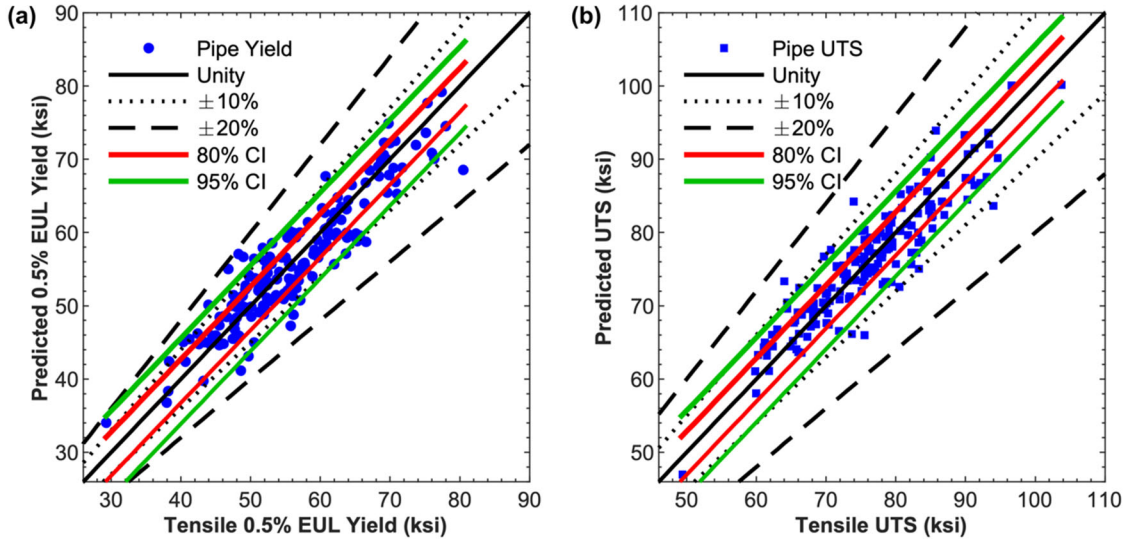 (a)
Predicted 0.5% EUL Yield (ksi)
90
80
70
60
50
40
30
Pipe Yield
Unity
±10%
±20%
80% CI
95% CI
30 40 50 60 70 80 90
Tensile 0.5% EUL Yield (ksi)
(b)
Predicted UTS (ksi)
110
100
90
80
70
60
50
Pipe UTS
Unity
±10%
±20%
80% CI
95% CI
50 60 70 80 90 100 110
Tensile UTS (ksi)